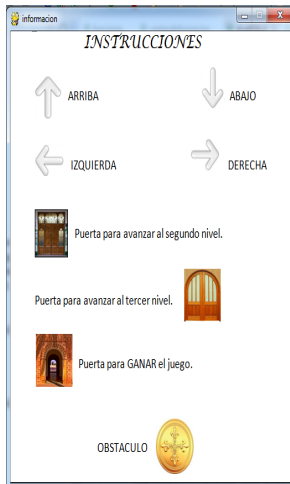 informacion
INSTRUCCIONES
ARRIBA
ABAJO
IZQUIERDA
DERECHA
Puerta para avanzar al segundo nivel.
Puerta para avanzar al tercer nivel.
Puerta para GANAR el juego.
OBSTACULO